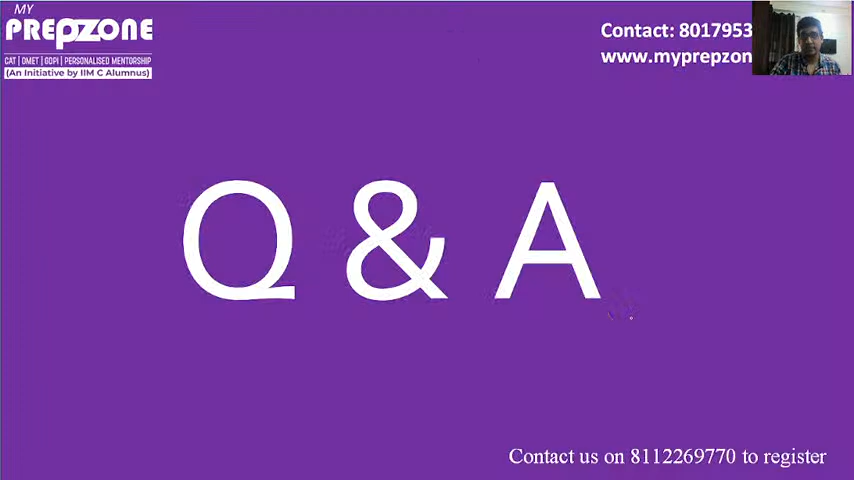 MY
PREPZONE
CAT | DMET | GDPI | PERSONALISED MENTORSHIP
(An Initiative by IIM C Alumnus)
Contact: 8017953
www.myprepzon
Q & A
Contact us on 8112269770 to register